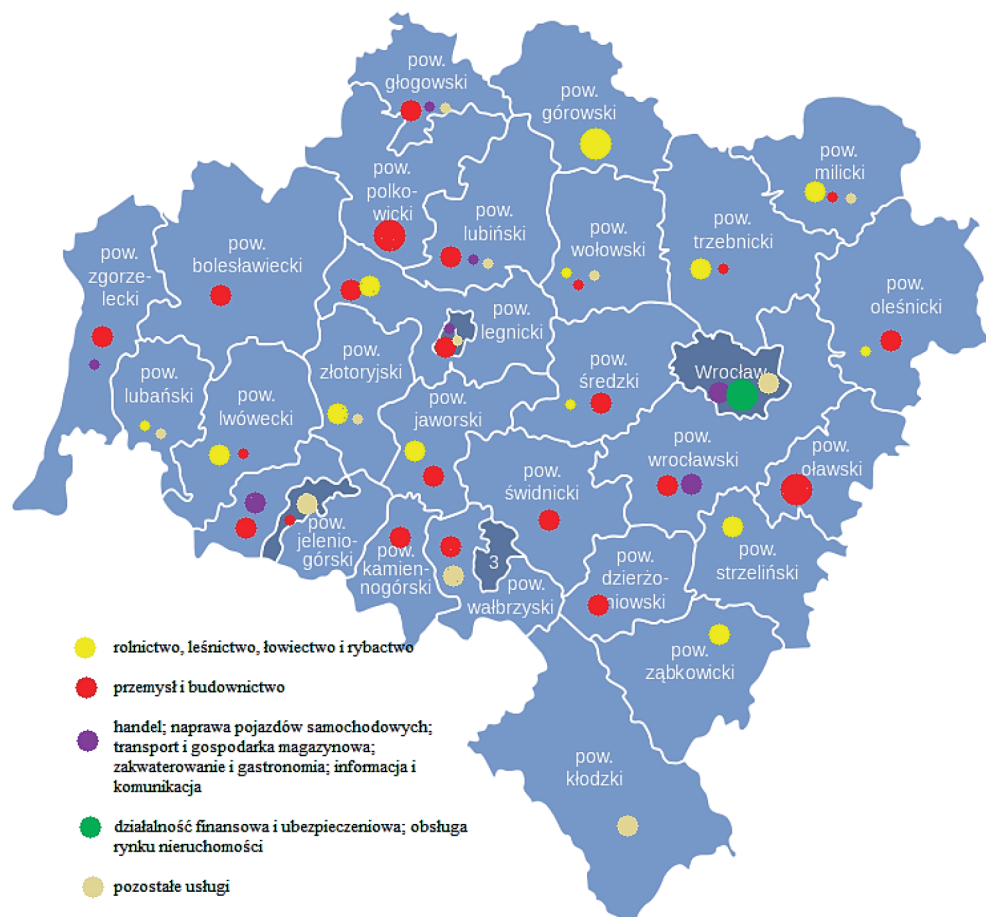 pow.
głogowski
pow.
górowski
pow.
milicki
pow.
polko-
wicki
pow.
lubiński
pow.
wołowski
pow.
trzebnicki
pow.
zgorze-
lecki
pow.
bolesławiecki
pow.
oleśnicki
pow.
legnicki
pow.
złotoryjski
pow.
średzki
Wrocław
pow.
lubański
pow.
lwówecki
pow.
jaworski
pow.
wrocławski
pow.
oławski
pow.
świdnicki
pow.
jelenio-
górski
pow.
kamien-
nogórski
3
pow.
wałbrzyski
pow.
dzierżo-
niowski
pow.
strzeliński
pow.
ząbkowicki
pow.
kłodzki
rolnictwo, leśnictwo, łowiectwo i rybactwo
przemysł i budownictwo
handel; naprawa pojazdów samochodowych;
transport i gospodarka magazynowa;
zakwaterowanie i gastronomia; informacja i
komunikacja
działalność finansowa i ubezpieczeniowa; obsługa
rynku nieruchomości
pozostałe usługi